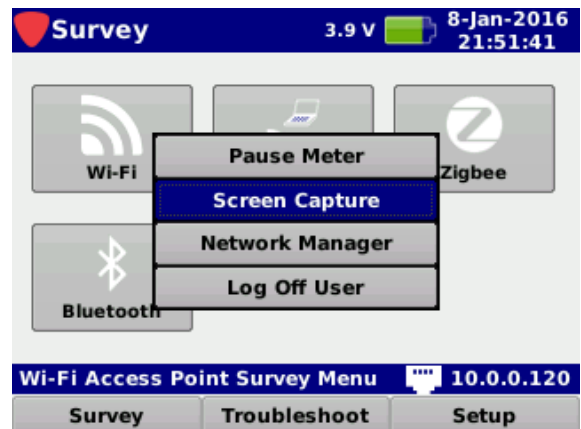 Survey
3.9 V
8-Jan-2016
21:51:41
Wi-Fi
Zigbee
Pause Meter
Screen Capture
Network Manager
Log Off User
Bluetooth
Wi-Fi Access Point Survey Menu
10.0.0.120
Survey
Troubleshoot
Setup